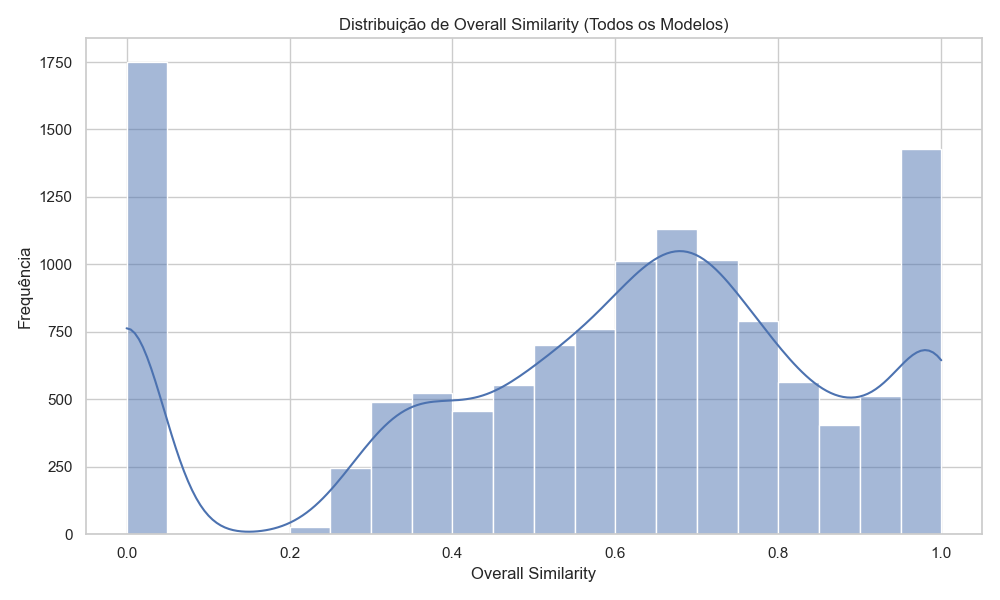 Distribuição de Overall Similarity (Todos os Modelos)
Frequência
1750
1500
1250
1000
750
500
250
0
0.0 0.2 0.4 0.6 0.8 1.0
Overall Similarity